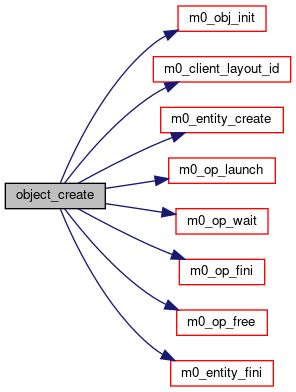 m0_obj_init
m0_client_layout_id
m0_entity_create
m0_op_launch
object_create
m0_op_wait
m0_op_fini
m0_op_free
m0_entity_fini